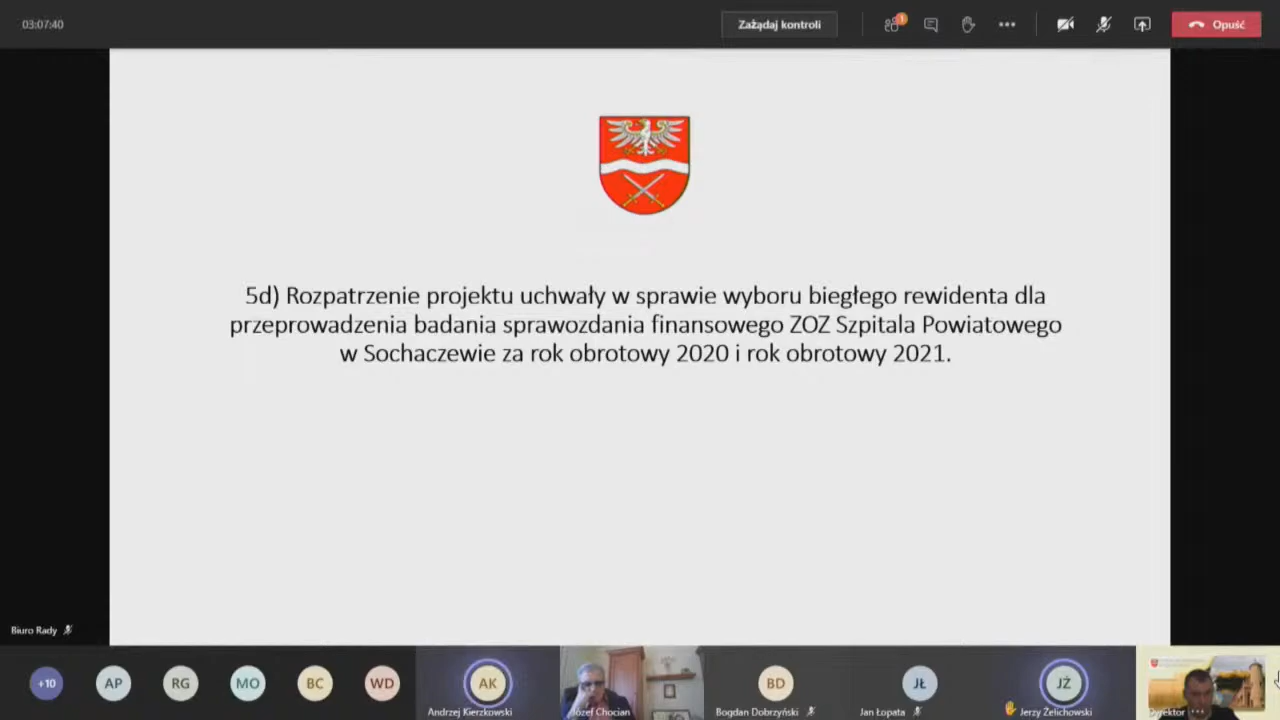 03:07:40
Zażądaj kontroli
1
Opuść
5d) Rozpatrzenie projektu uchwały w sprawie wyboru biegłego rewidenta dla
przeprowadzenia badania sprawozdania finansowego ZOZ Szpitala Powiatowego
w Sochaczewie za rok obrotowy 2020 i rok obrotowy 2021.
Biuro Rady
+10
AP
RG
MO
BC
WD
AK
Andrzej Kierzkowski
Józef Chocian
BD
Bogdan Dobrzyński
JŁ
Jan Łopata
JŻ
Jerzy Żelichowski
Dyrektor